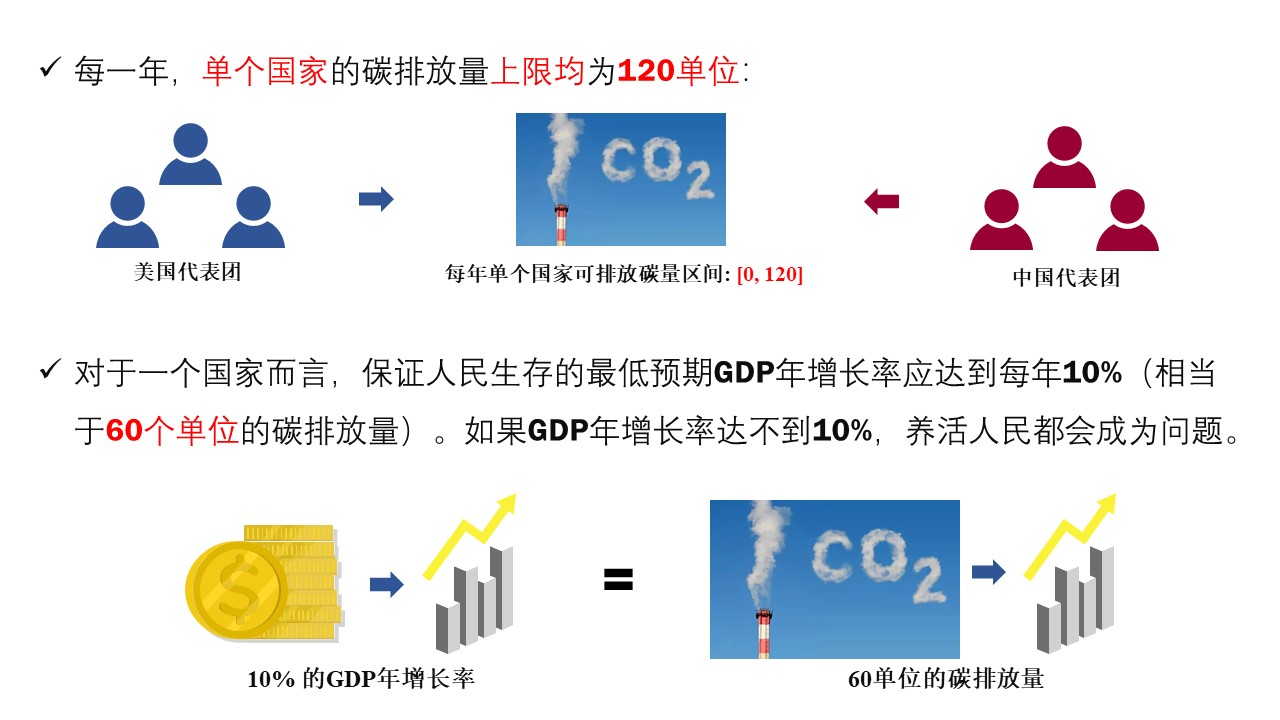 每一年，单个国家的碳排放量上限均为120单位：
CO2
美国代表团
每年单个国家可排放碳量区间: [0, 120]
中国代表团
对于一个国家而言，保证人民生存的最低预期GDP年增长率应达到每年10%（相当
于60个单位的碳排放量）。如果GDP年增长率达不到10%，养活人民都会成为问题。
$
=
CO2
10% 的GDP年增长率
60单位的碳排放量